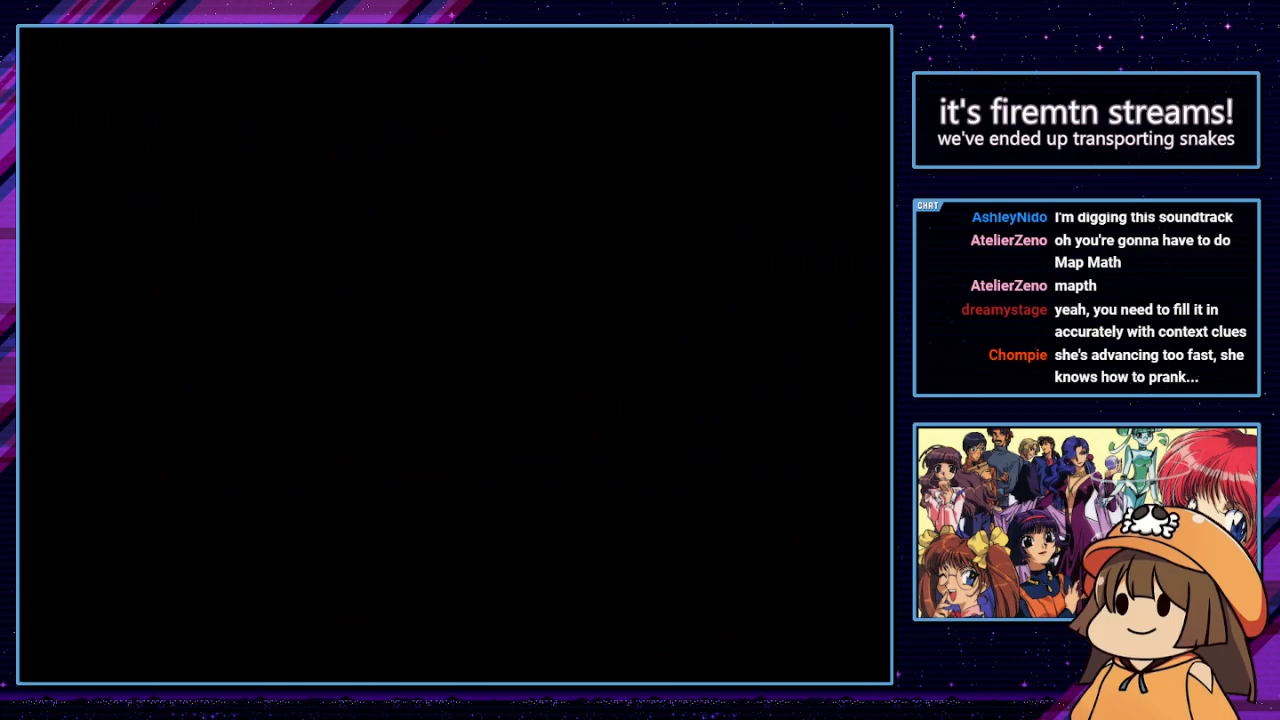 it's firemtn streams!
we've ended up transporting snakes
CHAT
AshleyNido I'm digging this soundtrack
AtelierZeno oh you're gonna have to do
Map Math
AtelierZeno mapth
dreamystage yeah, you need to fill it in
accurately with context clues
Chompie she's advancing too fast, she
knows how to prank...